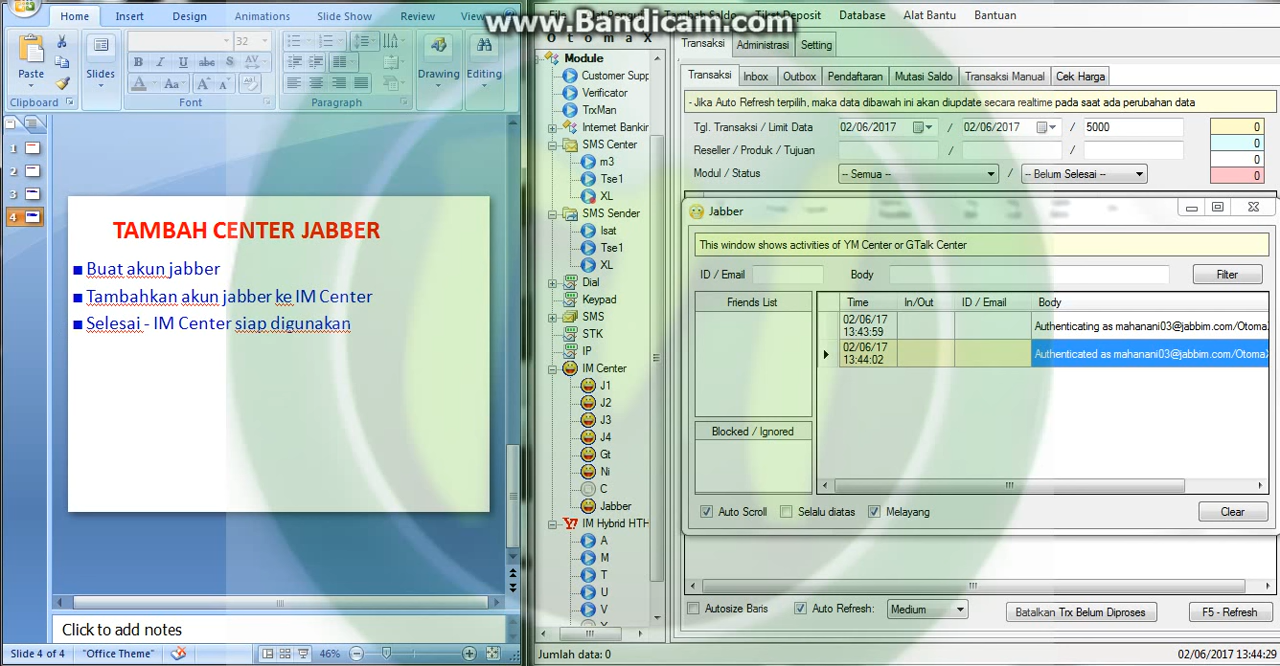 www.Bandicam.com
Home
Insert
Design
Animations
Slide Show
Review
View
Paste
Slides
Drawing
Editing
32
Clipboard
Font
Paragraph
1
2
3
4
TAMBAH CENTER JABBER
Buat akun jabber
Tambahkan akun jabber ke IM Center
Selesai - IM Center siap digunakan
Click to add notes
Slide 4 of 4
"Office Theme"
46%
Database
Alat Bantu
Bantuan
O t o m a X
Module
Customer Supp
Verificator
TrxMan
Internet Bankir
SMS Center
m3
Tse1
XL
SMS Sender
Isat
Tse1
XL
Dial
Keypad
SMS
STK
IP
IM Center
J1
J2
J3
J4
Gt
Ni
C
Jabber
IM Hybrid HTH
A
M
T
U
V
Transaksi
Administrasi
Setting
Transaksi
Inbox
Outbox
Pendaftaran
Mutasi Saldo
Transaksi Manual
Cek Harga
- Jika Auto Refresh terpilih, maka data dibawah ini akan diupdate secara realtime pada saat ada perubahan data
Tgl. Transaksi / Limit Data 02/06/2017 / 02/06/2017 / 5000 0
Reseller / Produk / Tujuan / / 0
0
Modul / Status -- Semua -- / -- Belum Selesai -- 0
Jabber
This window shows activities of YM Center or GTalk Center
ID / Email Body Filter
Friends List
Time In/Out ID / Email Body
02/06/17
13:43:59 Authenticating as mahanani03@jabbim.com/Otoma
02/06/17
13:44:02 Authenticated as mahanani03@jabbim.com/Otoma
Blocked / Ignored
Auto Scroll Selalu diatas Melayang Clear
Autosize Baris Auto Refresh: Medium Batalkan Trx Belum Diproses F5 - Refresh
Jumlah data: 0 02/06/2017 13:44:29